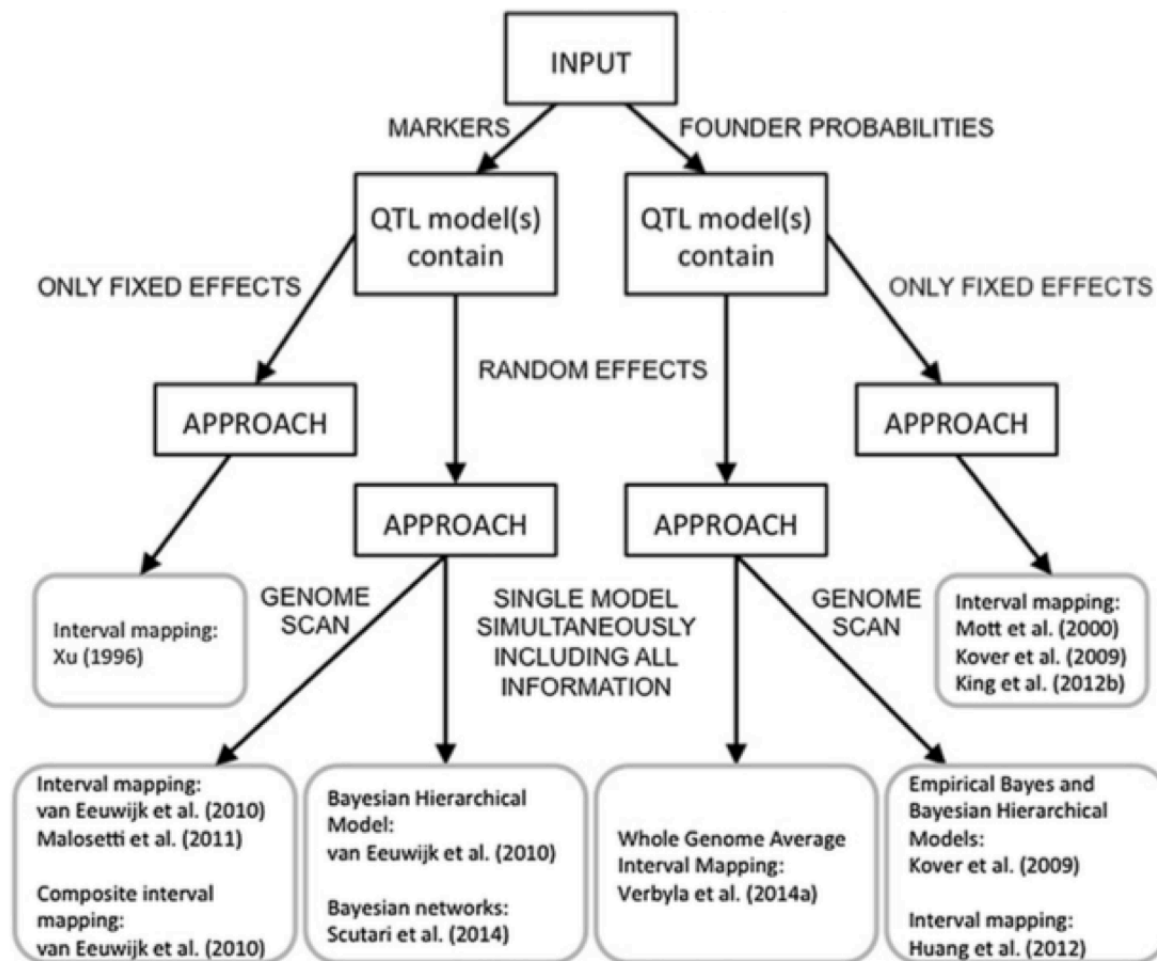 INPUT
MARKERS
FOUNDER PROBABILITIES
QTL model(s)
contain
QTL model(s)
contain
ONLY FIXED EFFECTS
ONLY FIXED EFFECTS
RANDOM EFFECTS
APPROACH
APPROACH
APPROACH
APPROACH
GENOME
SCAN
SINGLE MODEL
SIMULTANEOUSLY
INCLUDING ALL
INFORMATION
GENOME
SCAN
Interval mapping:
Xu (1996)
Interval mapping:
Mott et al. (2000)
Kover et al. (2009)
King et al. (2012b)
Interval mapping:
van Eeuwijk et al. (2010)
Malosetti et al. (2011)
Composite interval
mapping:
van Eeuwijk et al. (2010)
Bayesian Hierarchical
Model:
van Eeuwijk et al. (2010)
Bayesian networks:
Scutari et al. (2014)
Whole Genome Average
Interval Mapping:
Verbyla et al. (2014a)
Empirical Bayes and
Bayesian Hierarchical
Models:
Kover et al. (2009)
Interval mapping:
Huang et al. (2012)